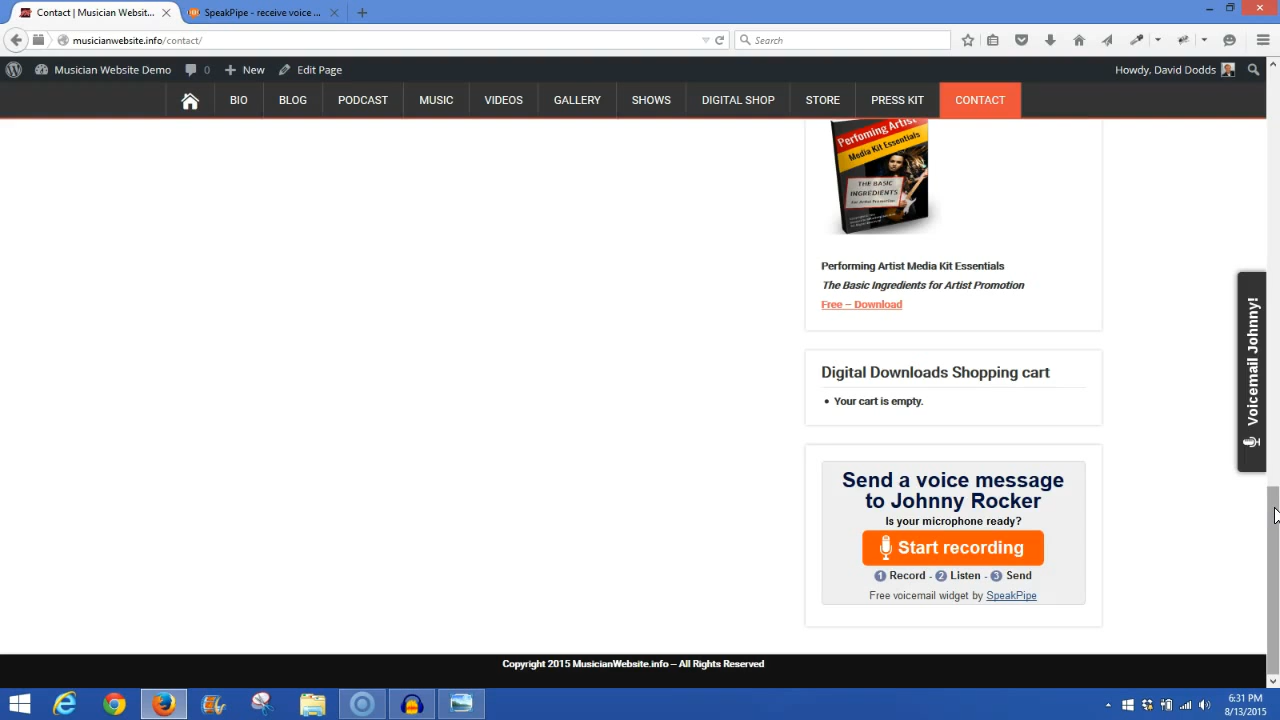 Contact | Musician Websit...
SpeakPipe - receive voice ...
musicianwebsite.info/contact/
Search
Musician Website Demo
0
New
Edit Page
Howdy, David Dodds
BIO
BLOG
PODCAST
MUSIC
VIDEOS
GALLERY
SHOWS
DIGITAL SHOP
STORE
PRESS KIT
CONTACT
Perfoming Artist
Media Kit Essentials
THE BASIC
INGREDIENTS
Performing Artist Media Kit Essentials
The Basic Ingredients for Artist Promotion
Free – Download
Voicemail Johnny!
Digital Downloads Shopping cart
• Your cart is empty.
Send a voice message
to Johnny Rocker
Is your microphone ready?
Start recording
1 Record - 2 Listen - 3 Send
Free voicemail widget by SpeakPipe
Copyright 2015 MusicianWebsite.info – All Rights Reserved
6:31 PM
8/13/2015